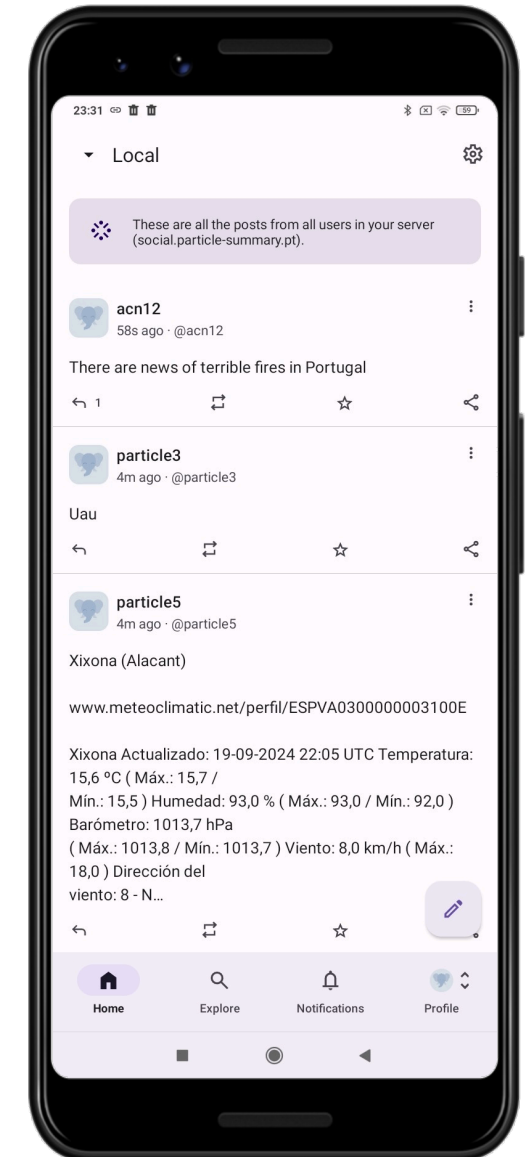 23:31
59
Local
These are all the posts from all users in your server
(social.particle-summary.pt).
acn12
58s ago · @acn12
There are news of terrible fires in Portugal
1
particle3
4m ago · @particle3
Uau
particle5
4m ago · @particle5
Xixona (Alacant)
www.meteoclimatic.net/perfil/ESPVA0300000003100E
Xixona Actualizado: 19-09-2024 22:05 UTC Temperatura:
15,6 ºC ( Máx.: 15,7 /
Mín.: 15,5 ) Humedad: 93,0 % ( Máx.: 93,0 / Mín.: 92,0 )
Barómetro: 1013,7 hPa
( Máx.: 1013,8 / Mín.: 1013,7 ) Viento: 8,0 km/h ( Máx.:
18,0 ) Dirección del
viento: 8 - N…
Home
Explore
Notifications
Profile